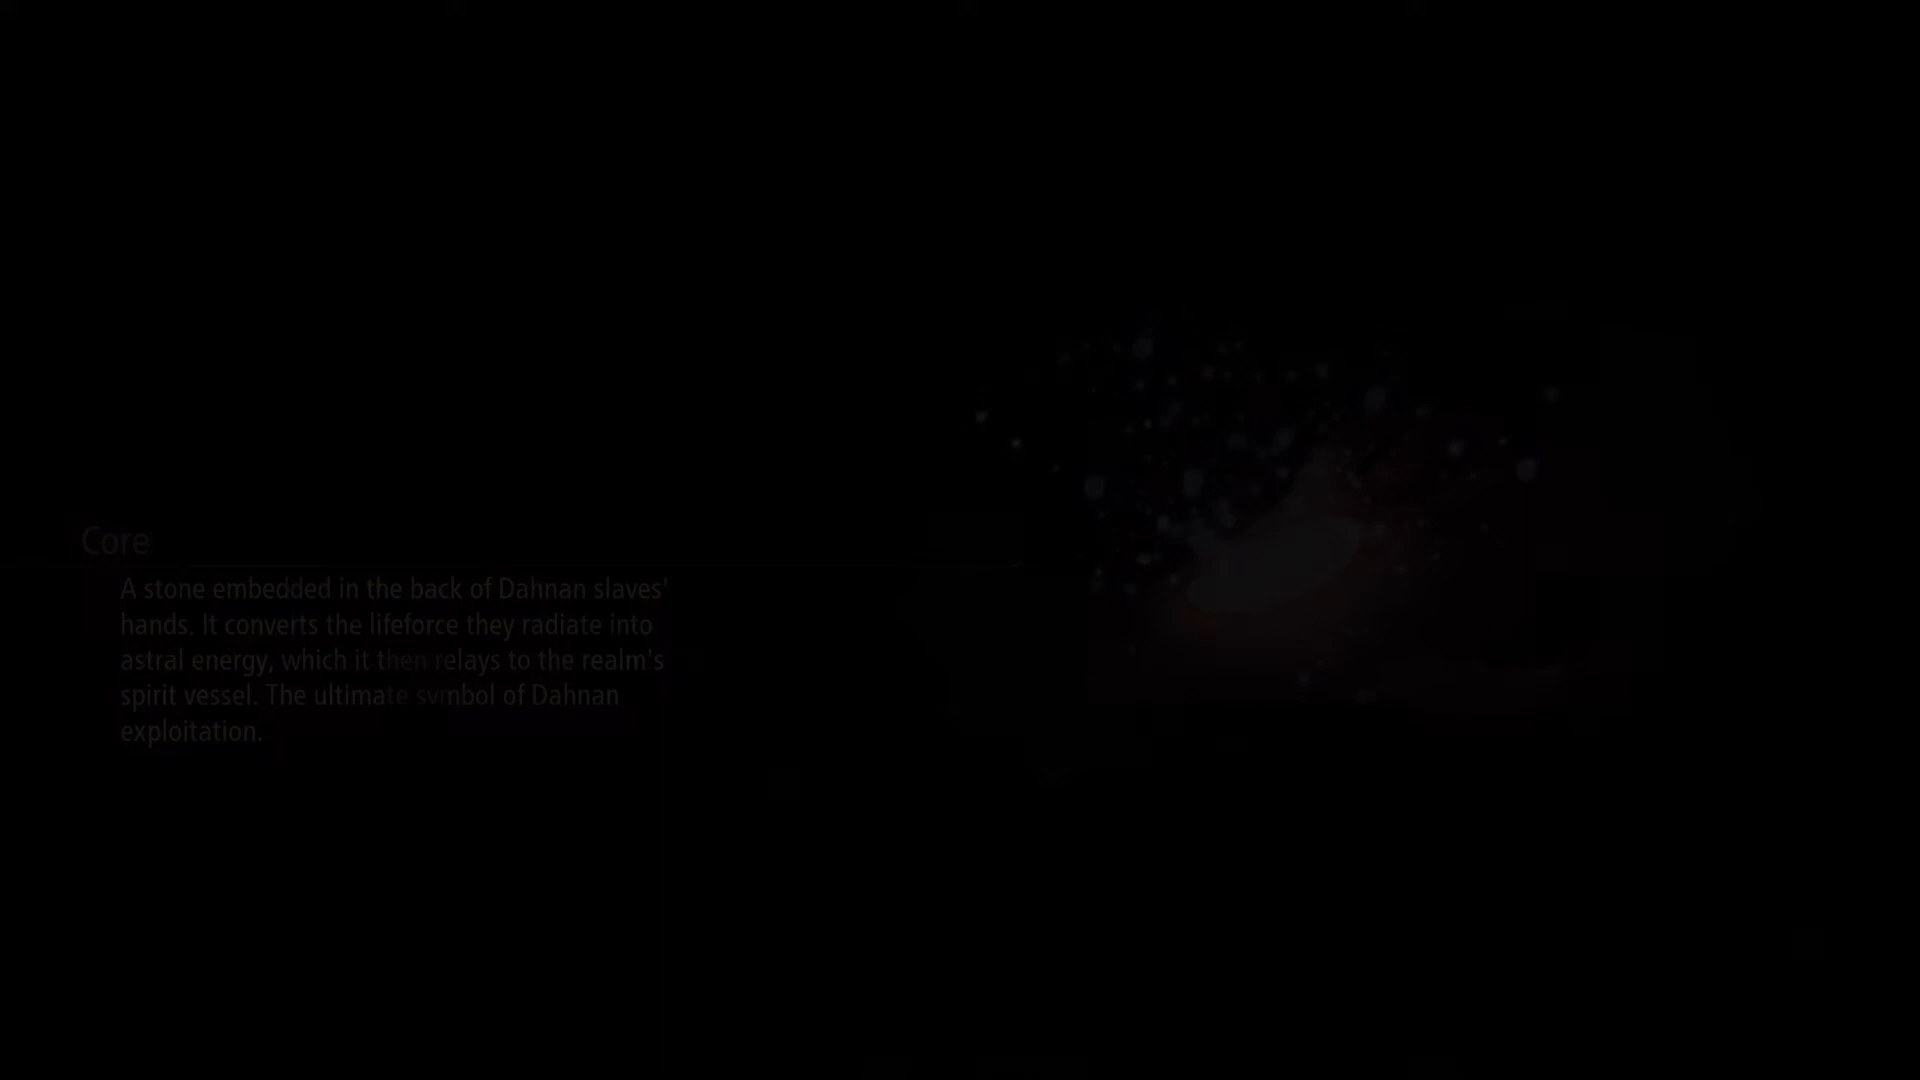 Core
A stone embedded in the back of Dahnan slaves'
hands. It converts the lifeforce they radiate into
astral energy, which it then relays to the realm's
spirit vessel. The ultimate symbol of Dahnan
exploitation.